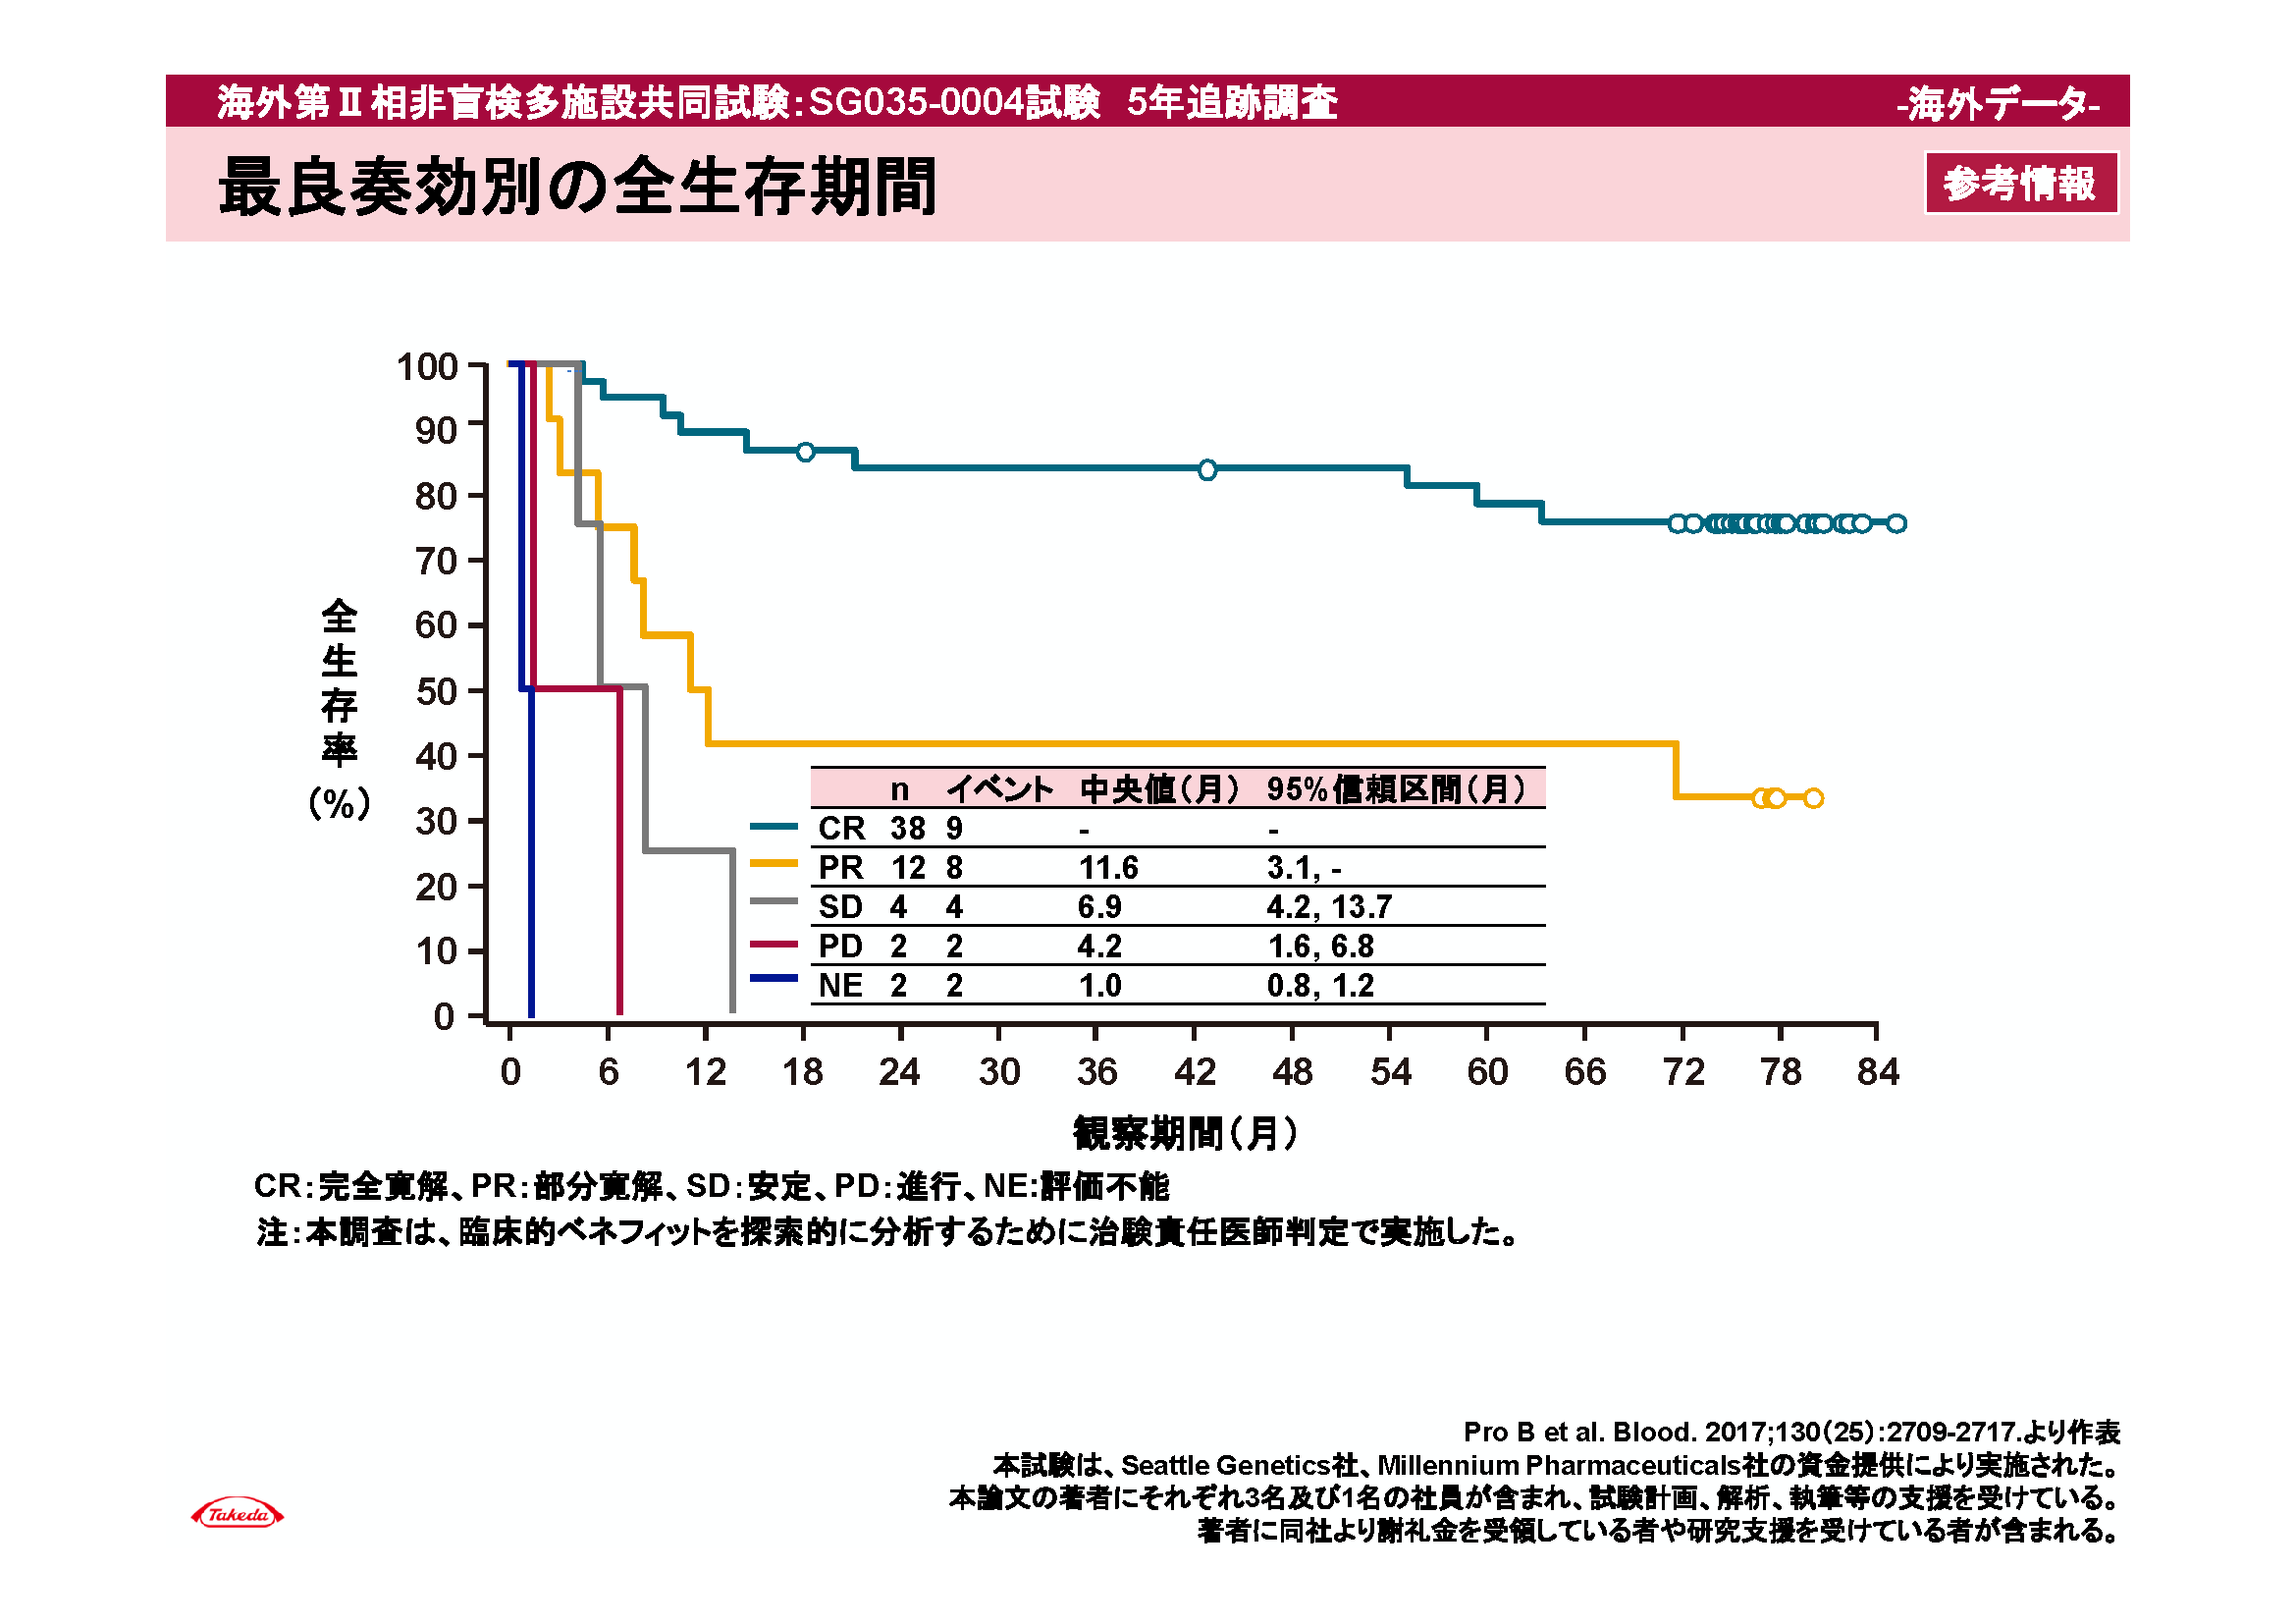 海外第Ⅱ相非盲検多施設共同試験：SG035-0004試験　5年追跡調査
-海外データ-
最良奏効別の全生存期間
参考情報
100
90
80
70
60
50
40
30
20
10
0
全生存率（%）
n イベント 中央値（月） 95%信頼区間（月）
CR 38 9 - -
PR 12 8 11.6 3.1, -
SD 4 4 6.9 4.2, 13.7
PD 2 2 4.2 1.6, 6.8
NE 2 2 1.0 0.8, 1.2
0 6 12 18 24 30 36 42 48 54 60 66 72 78 84
観察期間（月）
CR：完全寛解、PR：部分寛解、SD：安定、PD：進行、NE:評価不能
注：本調査は、臨床的ベネフィットを探索的に分析するために治験責任医師判定で実施した。
Pro B et al. Blood. 2017;130（25）:2709-2717.より作表
本試験は、Seattle Genetics社、Millennium Pharmaceuticals社の資金提供により実施された。
本論文の著者にそれぞれ3名及び1名の社員が含まれ、試験計画、解析、執筆等の支援を受けている。
著者に同社より謝礼金を受領している者や研究支援を受けている者が含まれる。
Takeda